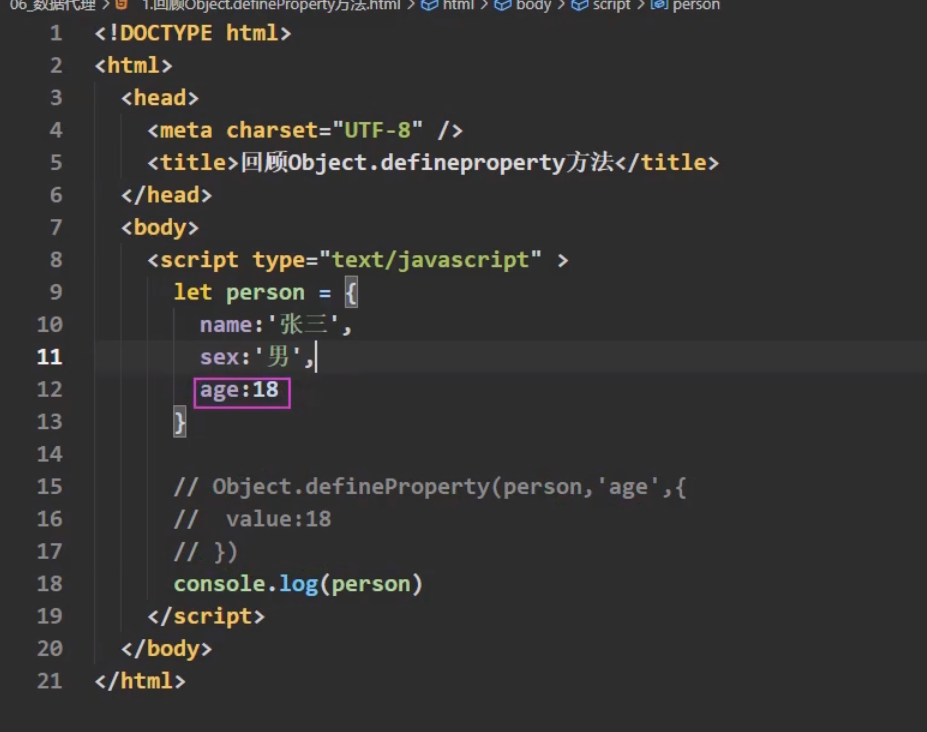 06_数据代理 > 1.回顾Object.defineProperty方法.html > html > body > script > person
1 <!DOCTYPE html>
2 <html>
3 <head>
4 <meta charset="UTF-8" />
5 <title>回顾Object.defineproperty方法</title>
6 </head>
7 <body>
8 <script type="text/javascript" >
9 let person = {
10 name:'张三',
11 sex:'男',
12 age:18
13 }
14
15 // Object.defineProperty(person,'age',{
16 // value:18
17 // })
18 console.log(person)
19 </script>
20 </body>
21 </html>